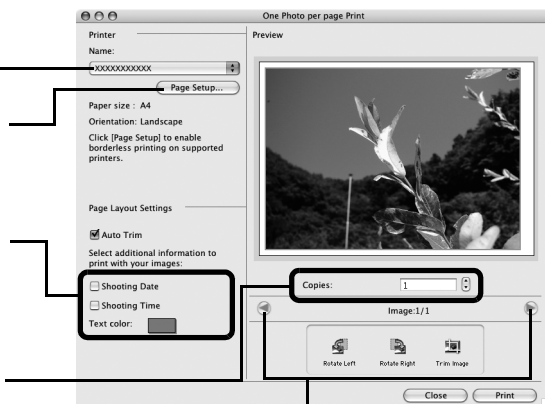 One Photo per page Print
Printer
Name:
XXXXXXXXXXX
Page Setup...
Paper size : A4
Orientation: Landscape
Click [Page Setup] to enable
borderless printing on supported
printers.
Page Layout Settings
Auto Trim
Select additional information to
print with your images:
Shooting Date
Shooting Time
Text color:
Preview
Copies:
1
Image:1/1
Rotate Left
Rotate Right
Trim Image
Close
Print